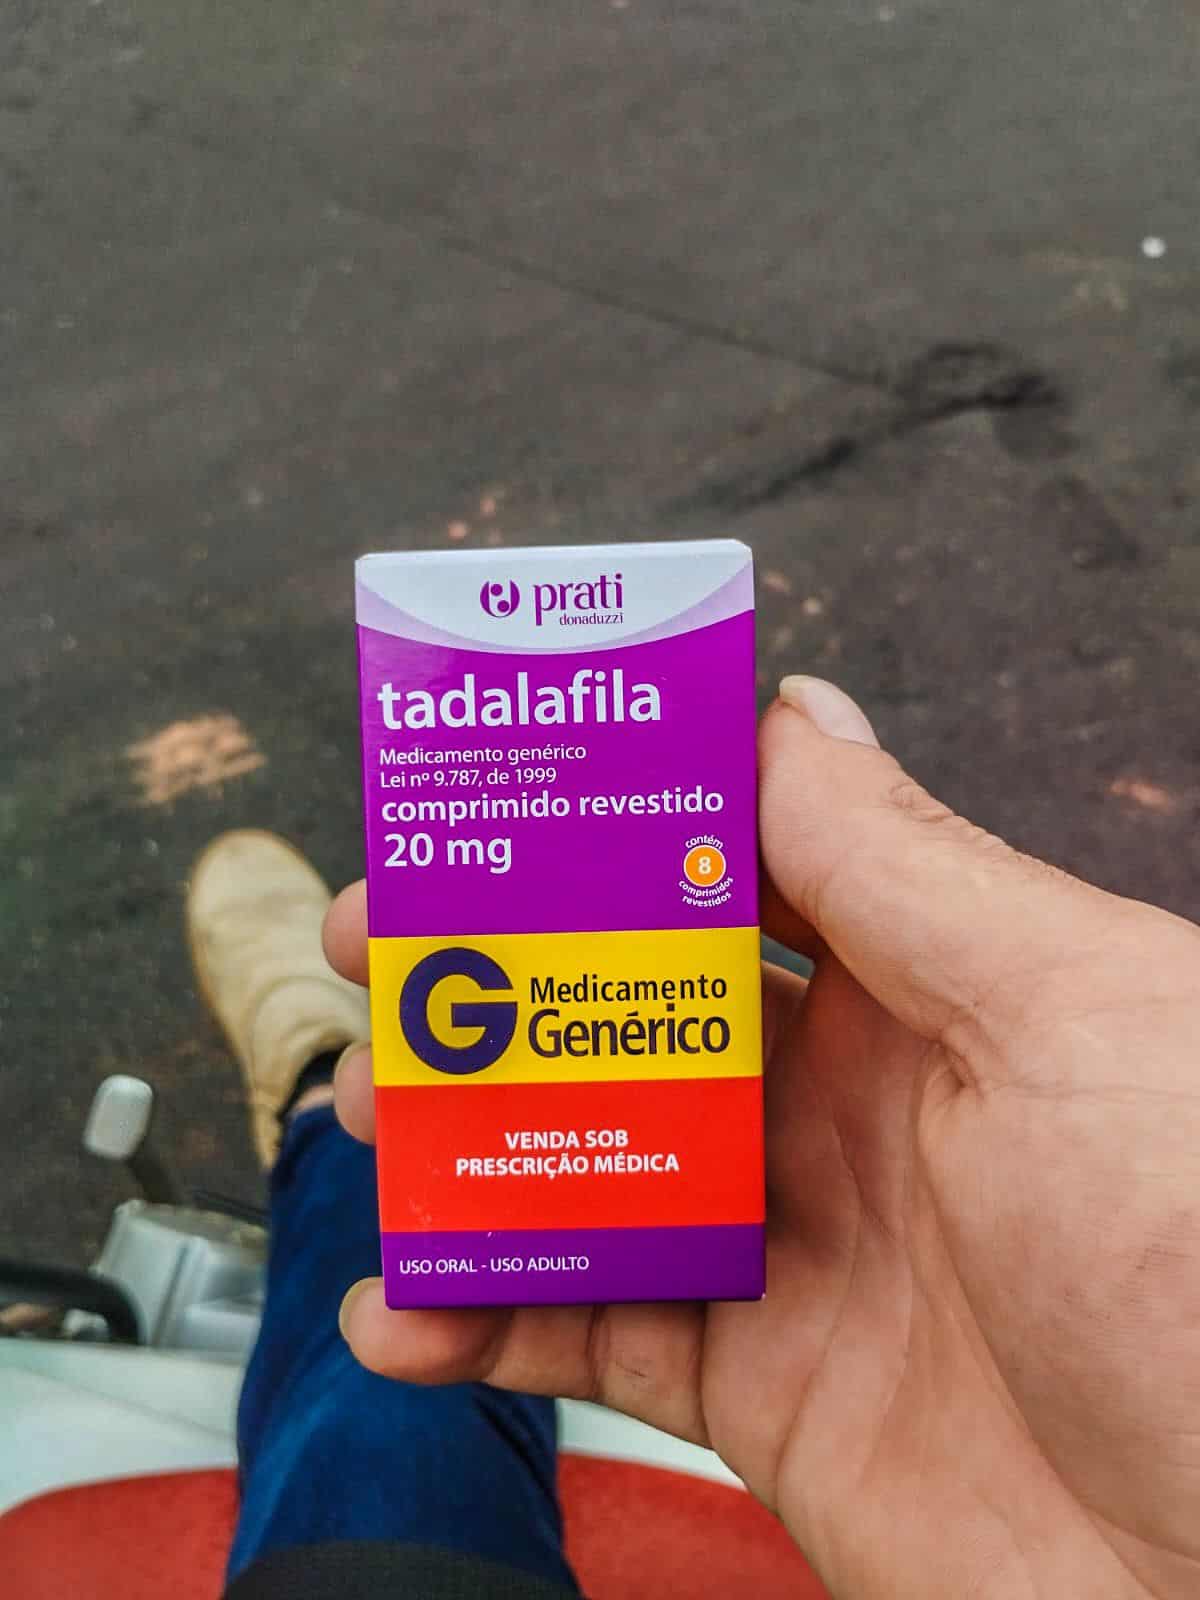 prati
donaduzzi
tadalafila
Medicamento genérico
Lei nº 9.787, de 1999
comprimido revestido
20 mg
contém
8
comprimidos
revestidos
G Medicamento
Genérico
VENDA SOB
PRESCRIÇÃO MÉDICA
USO ORAL - USO ADULTO